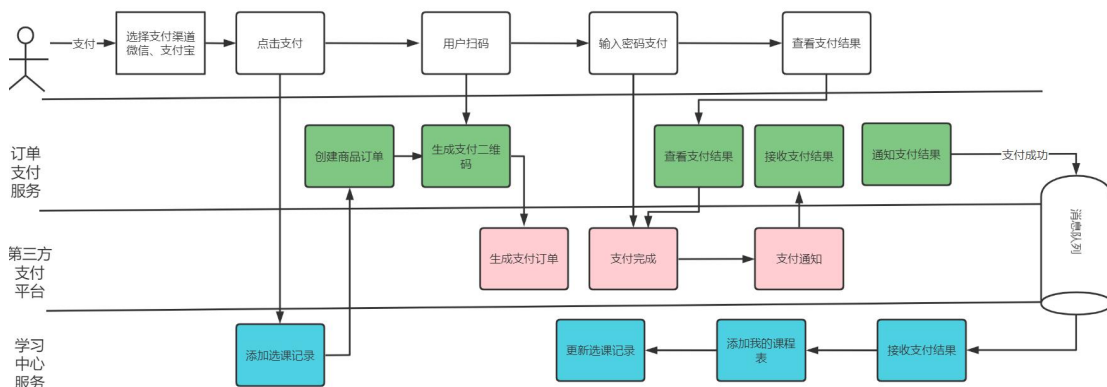 支付
选择支付渠道
微信、支付宝
点击支付
用户扫码
输入密码支付
查看支付结果
订单
支付
服务
创建商品订单
生成支付二维
码
查看支付结果
接收支付结果
通知支付结果
支付成功
消息队列
第三方
支付
平台
生成支付订单
支付完成
支付通知
学习
中心
服务
添加选课记录
更新选课记录
添加我的课程
表
接收支付结果